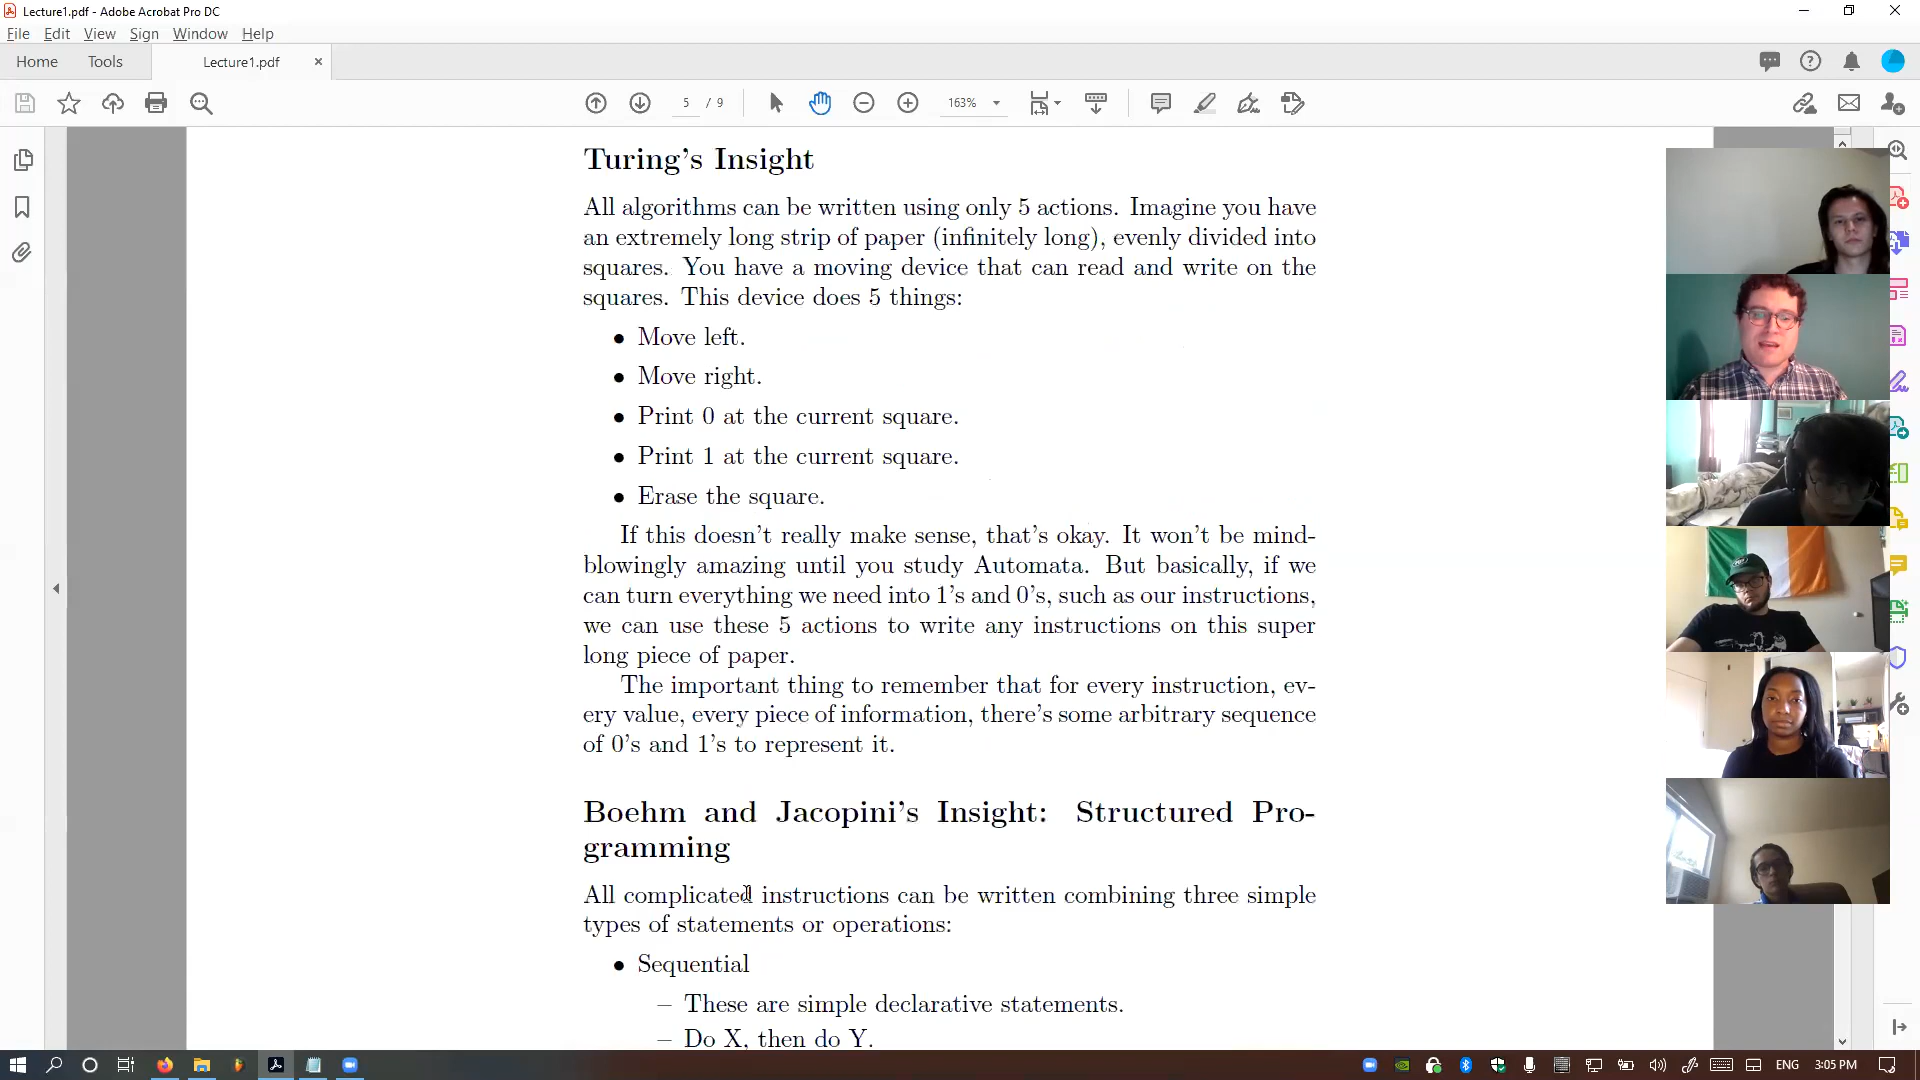 Lecture1.pdf - Adobe Acrobat Pro DC
File Edit View Sign Window Help
Home Tools Lecture1.pdf
5 / 9 163%
Turing's Insight
All algorithms can be written using only 5 actions. Imagine you have
an extremely long strip of paper (infinitely long), evenly divided into
squares. You have a moving device that can read and write on the
squares. This device does 5 things:
• Move left.
• Move right.
• Print 0 at the current square.
• Print 1 at the current square.
• Erase the square.
If this doesn't really make sense, that's okay. It won't be mind-
blowingly amazing until you study Automata. But basically, if we
can turn everything we need into 1's and 0's, such as our instructions,
we can use these 5 actions to write any instructions on this super
long piece of paper.
The important thing to remember that for every instruction, ev-
ery value, every piece of information, there's some arbitrary sequence
of 0's and 1's to represent it.
Boehm and Jacopini's Insight: Structured Pro-
gramming
All complicated instructions can be written combining three simple
types of statements or operations:
• Sequential
– These are simple declarative statements.
– Do X, then do Y.
ENG 3:05 PM